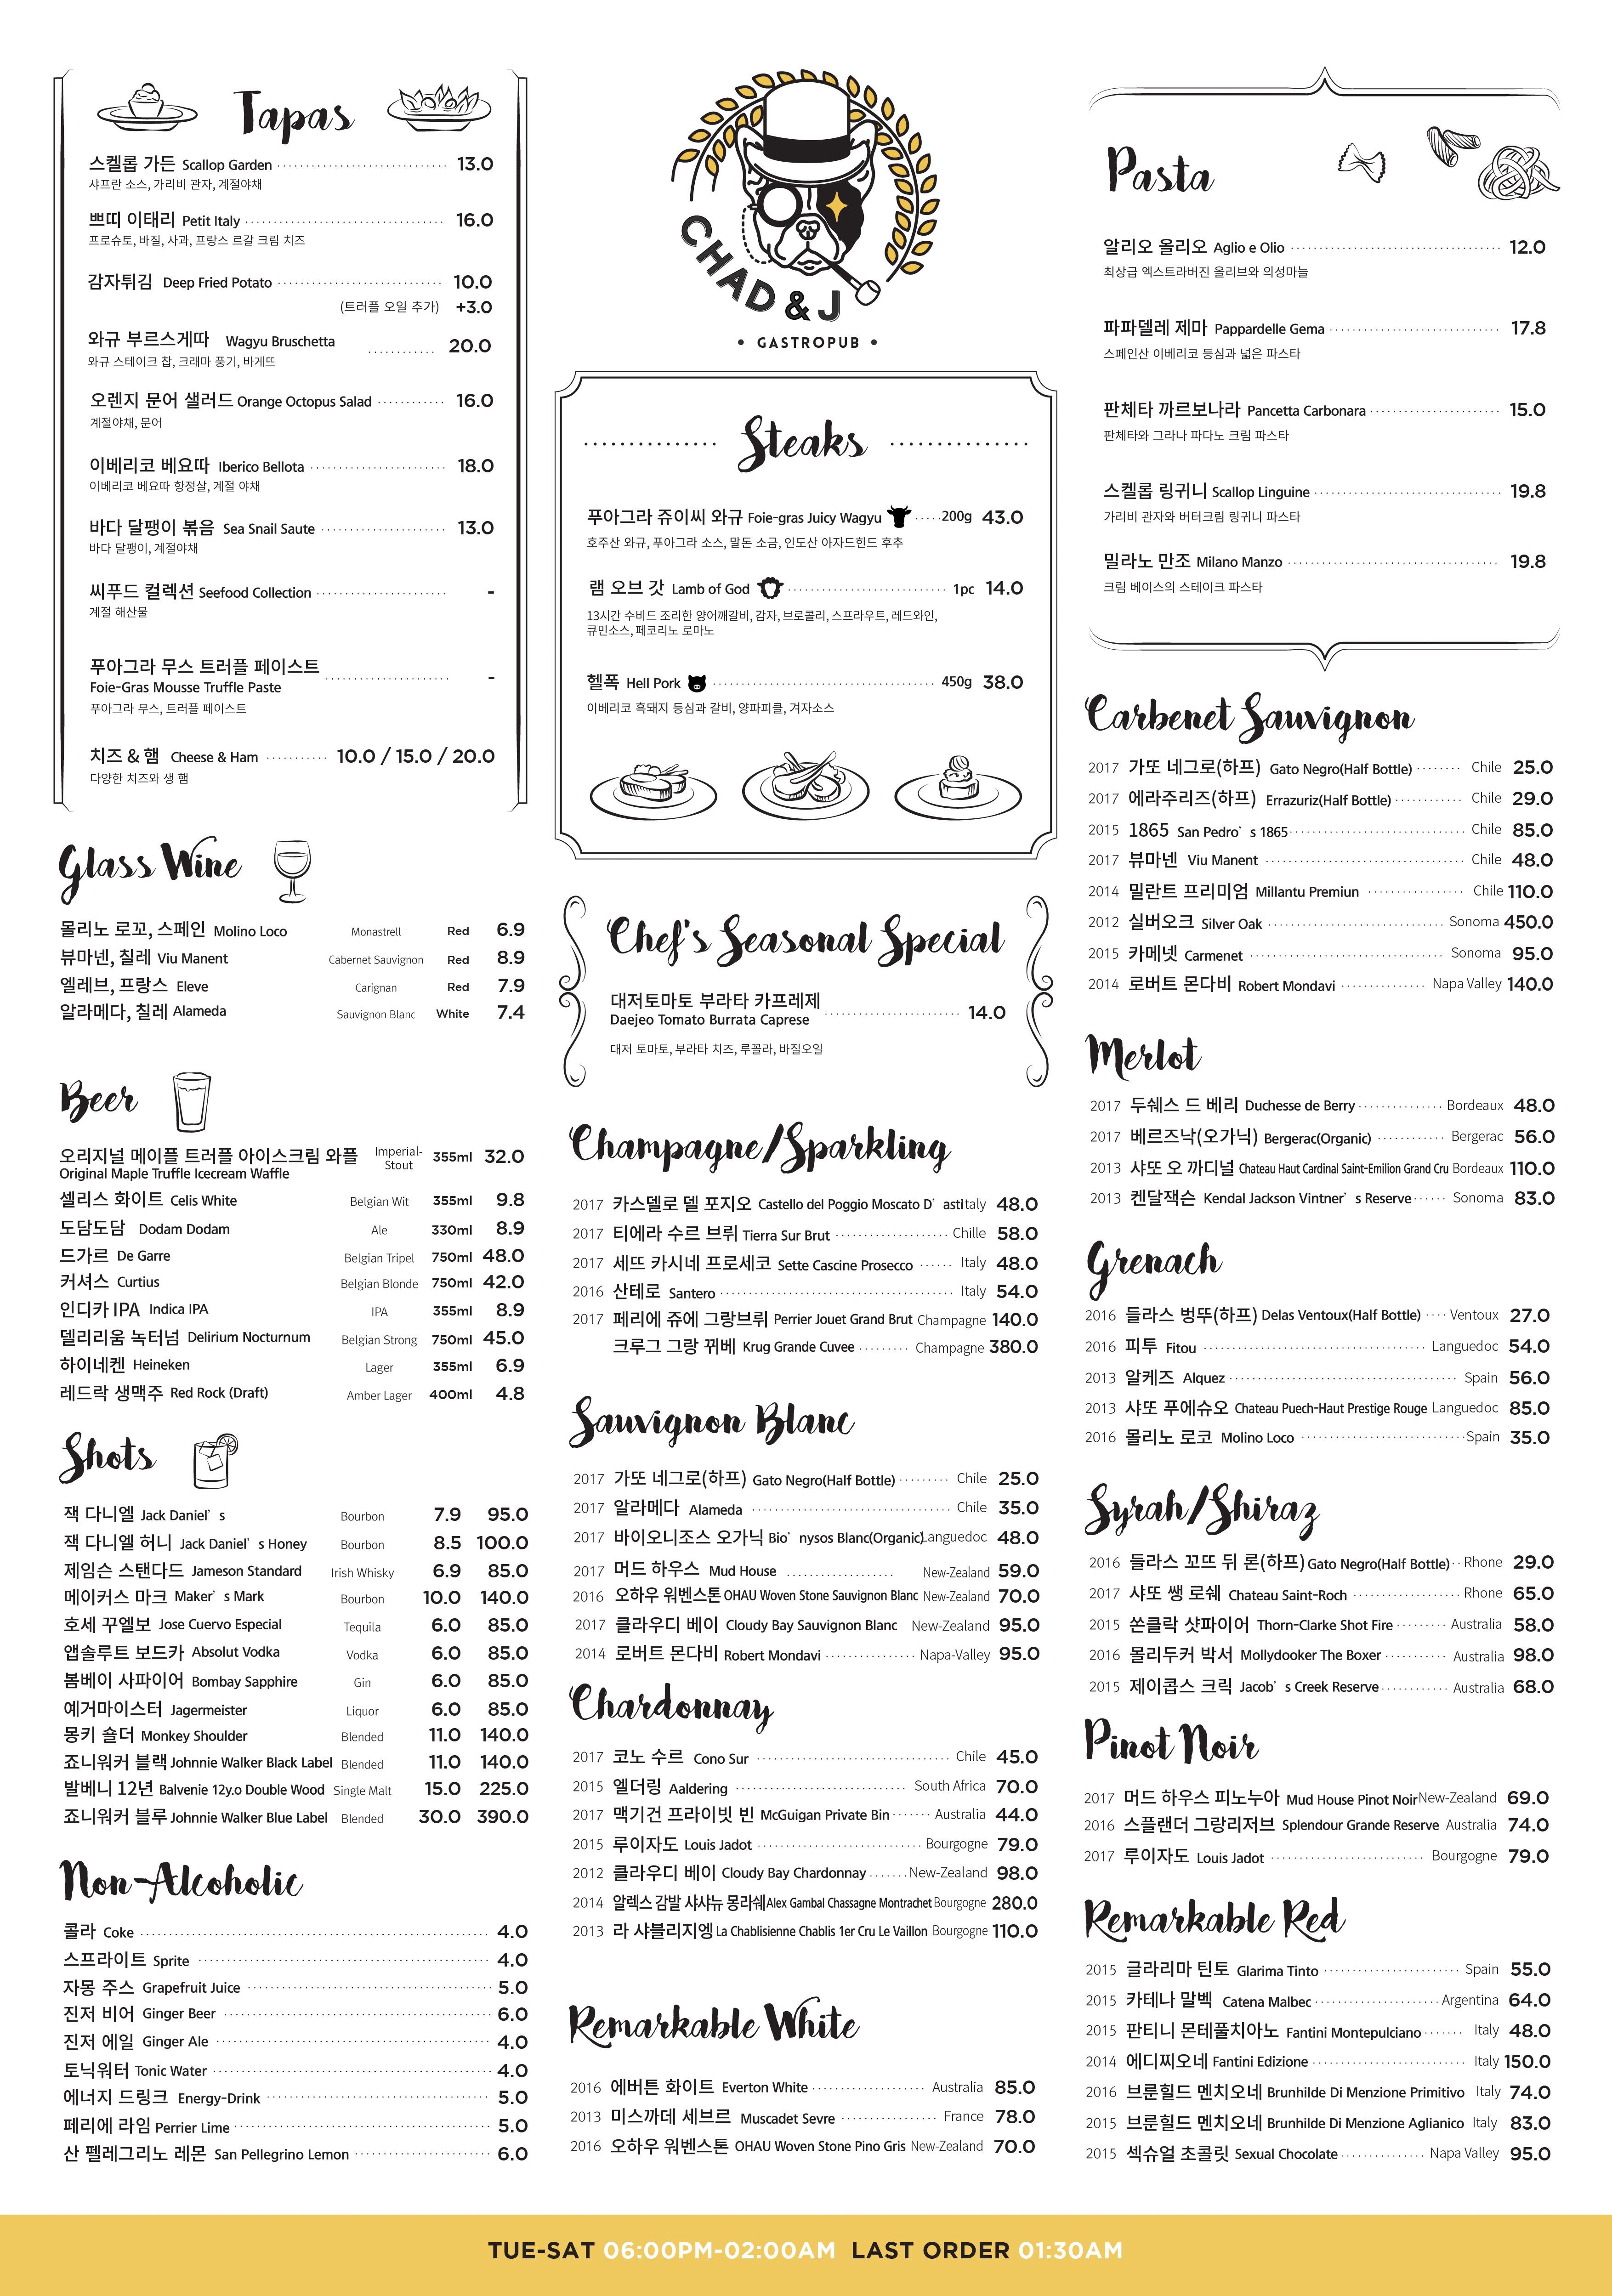 Tapas
스켈롭 가든 Scallop Garden 13.0
샤프란 소스, 가리비 관자, 계절야채
쁘띠 이태리 Petit Italy 16.0
프로슈토, 바질, 사과, 프랑스 르갈 크림 치즈
감자튀김 Deep Fried Potato 10.0
(트러플 오일 추가) +3.0
와규 부르스게따 Wagyu Bruschetta 20.0
와규 스테이크 찹, 크래마 풍기, 바게뜨
오렌지 문어 샐러드 Orange Octopus Salad 16.0
계절야채, 문어
이베리코 베요따 Iberico Bellota 18.0
이베리코 베요따 항정살, 계절 야채
바다 달팽이 볶음 Sea Snail Saute 13.0
바다 달팽이, 계절야채
씨푸드 컬렉션 Seefood Collection -
계절 해산물
푸아그라 무스 트러플 페이스트 -
Foie-Gras Mousse Truffle Paste
푸아그라 무스, 트러플 페이스트
치즈 & 햄 Cheese & Ham 10.0 / 15.0 / 20.0
다양한 치즈와 생 햄
Glass Wine
몰리노 로꼬, 스페인 Molino Loco Monastrell Red 6.9
뷰마넨, 칠레 Viu Manent Cabernet Sauvignon Red 8.9
엘레브, 프랑스 Eleve Carignan Red 7.9
알라메다, 칠레 Alameda Sauvignon Blanc White 7.4
Beer
오리지널 메이플 트러플 아이스크림 와플 Imperial-Stout 355ml 32.0
Original Maple Truffle Icecream Waffle
셀리스 화이트 Celis White Belgian Wit 355ml 9.8
도담도담 Dodam Dodam Ale 330ml 8.9
드가르 De Garre Belgian Tripel 750ml 48.0
커셔스 Curtius Belgian Blonde 750ml 42.0
인디카 IPA Indica IPA IPA 355ml 8.9
델리리움 녹터넘 Delirium Nocturnum Belgian Strong 750ml 45.0
하이네켄 Heineken Lager 355ml 6.9
레드락 생맥주 Red Rock (Draft) Amber Lager 400ml 4.8
Shots
잭 다니엘 Jack Daniel's Bourbon 7.9 95.0
잭 다니엘 허니 Jack Daniel's Honey Bourbon 8.5 100.0
제임슨 스탠다드 Jameson Standard Irish Whisky 6.9 85.0
메이커스 마크 Maker's Mark Bourbon 10.0 140.0
호세 꾸엘보 Jose Cuervo Especial Tequila 6.0 85.0
앱솔루트 보드카 Absolut Vodka Vodka 6.0 85.0
봄베이 사파이어 Bombay Sapphire Gin 6.0 85.0
예거마이스터 Jagermeister Liquor 6.0 85.0
몽키 숄더 Monkey Shoulder Blended 11.0 140.0
죠니워커 블랙 Johnnie Walker Black Label Blended 11.0 140.0
발베니 12년 Balvenie 12y.o Double Wood Single Malt 15.0 225.0
죠니워커 블루 Johnnie Walker Blue Label Blended 30.0 390.0
Non-Alcoholic
콜라 Coke 4.0
스프라이트 Sprite 4.0
자몽 주스 Grapefruit Juice 5.0
진저 비어 Ginger Beer 6.0
진저 에일 Ginger Ale 4.0
토닉워터 Tonic Water 4.0
에너지 드링크 Energy-Drink 5.0
페리에 라임 Perrier Lime 5.0
산 펠레그리노 레몬 San Pellegrino Lemon 6.0
CHAD & J
• GASTROPUB •
Steaks
푸아그라 쥬이씨 와규 Foie-gras Juicy Wagyu 200g 43.0
호주산 와규, 푸아그라 소스, 말돈 소금, 인도산 아자드힌드 후추
램 오브 갓 Lamb of God 1pc 14.0
13시간 수비드 조리한 양어깨갈비, 감자, 브로콜리, 스프라우트, 레드와인,
큐민소스, 페코리노 로마노
헬폭 Hell Pork 450g 38.0
이베리코 흑돼지 등심과 갈비, 양파피클, 겨자소스
Chef's Seasonal Special
대저토마토 부라타 카프레제 14.0
Daejeo Tomato Burrata Caprese
대저 토마토, 부라타 치즈, 루꼴라, 바질오일
Champagne/Sparkling
2017 카스델로 델 포지오 Castello del Poggio Moscato D'asti Italy 48.0
2017 티에라 수르 브뤼 Tierra Sur Brut Chille 58.0
2017 세뜨 카시네 프로세코 Sette Cascine Prosecco Italy 48.0
2016 산테로 Santero Italy 54.0
2017 페리에 쥬에 그랑브뤼 Perrier Jouet Grand Brut Champagne 140.0
크루그 그랑 뀌베 Krug Grande Cuvee Champagne 380.0
Sauvignon Blanc
2017 가또 네그로(하프) Gato Negro(Half Bottle) Chile 25.0
2017 알라메다 Alameda Chile 35.0
2017 바이오니조스 오가닉 Bio'nysos Blanc(Organic) Languedoc 48.0
2017 머드 하우스 Mud House New-Zealand 59.0
2016 오하우 워벤스톤 OHAU Woven Stone Sauvignon Blanc New-Zealand 70.0
2017 클라우디 베이 Cloudy Bay Sauvignon Blanc New-Zealand 95.0
2014 로버트 몬다비 Robert Mondavi Napa-Valley 95.0
Chardonnay
2017 코노 수르 Cono Sur Chile 45.0
2015 엘더링 Aaldering South Africa 70.0
2017 맥기건 프라이빗 빈 McGuigan Private Bin Australia 44.0
2015 루이자도 Louis Jadot Bourgogne 79.0
2012 클라우디 베이 Cloudy Bay Chardonnay New-Zealand 98.0
2014 알렉스 감발 샤샤뉴 몽라쉐 Alex Gambal Chassagne Montrachet Bourgogne 280.0
2013 라 샤블리지엥 La Chablisienne Chablis 1er Cru Le Vaillon Bourgogne 110.0
Remarkable White
2016 에버튼 화이트 Everton White Australia 85.0
2013 미스까데 세브르 Muscadet Sevre France 78.0
2016 오하우 워벤스톤 OHAU Woven Stone Pino Gris New-Zealand 70.0
Pasta
알리오 올리오 Aglio e Olio 12.0
최상급 엑스트라버진 올리브와 의성마늘
파파델레 제마 Pappardelle Gema 17.8
스페인산 이베리코 등심과 넓은 파스타
판체타 까르보나라 Pancetta Carbonara 15.0
판체타와 그라나 파다노 크림 파스타
스켈롭 링귀니 Scallop Linguine 19.8
가리비 관자와 버터크림 링귀니 파스타
밀라노 만조 Milano Manzo 19.8
크림 베이스의 스테이크 파스타
Carbenet Sauvignon
2017 가또 네그로(하프) Gato Negro(Half Bottle) Chile 25.0
2017 에라주리즈(하프) Errazuriz(Half Bottle) Chile 29.0
2015 1865 San Pedro's 1865 Chile 85.0
2017 뷰마넨 Viu Manent Chile 48.0
2014 밀란트 프리미엄 Millantu Premiun Chile 110.0
2012 실버오크 Silver Oak Sonoma 450.0
2015 카메넷 Carmenet Sonoma 95.0
2014 로버트 몬다비 Robert Mondavi Napa Valley 140.0
Merlot
2017 두쉐스 드 베리 Duchesse de Berry Bordeaux 48.0
2017 베르즈낙(오가닉) Bergerac(Organic) Bergerac 56.0
2013 샤또 오 까디널 Chateau Haut Cardinal Saint-Emilion Grand Cru Bordeaux 110.0
2013 켄달잭슨 Kendal Jackson Vintner's Reserve Sonoma 83.0
Grenach
2016 들라스 벙뚜(하프) Delas Ventoux(Half Bottle) Ventoux 27.0
2016 피투 Fitou Languedoc 54.0
2013 알케즈 Alquez Spain 56.0
2013 샤또 푸에슈오 Chateau Puech-Haut Prestige Rouge Languedoc 85.0
2016 몰리노 로코 Molino Loco Spain 35.0
Syrah/Shiraz
2016 들라스 꼬뜨 뒤 론(하프) Gato Negro(Half Bottle) Rhone 29.0
2017 샤또 쌩 로쉐 Chateau Saint-Roch Rhone 65.0
2015 쏜클락 샷파이어 Thorn-Clarke Shot Fire Australia 58.0
2016 몰리두커 박서 Mollydooker The Boxer Australia 98.0
2015 제이콥스 크릭 Jacob's Creek Reserve Australia 68.0
Pinot Noir
2017 머드 하우스 피노누아 Mud House Pinot Noir New-Zealand 69.0
2016 스플랜더 그랑리저브 Splendour Grande Reserve Australia 74.0
2017 루이자도 Louis Jadot Bourgogne 79.0
Remarkable Red
2015 글라리마 틴토 Glarima Tinto Spain 55.0
2015 카테나 말벡 Catena Malbec Argentina 64.0
2015 판티니 몬테풀치아노 Fantini Montepulciano Italy 48.0
2014 에디찌오네 Fantini Edizione Italy 150.0
2016 브룬힐드 멘치오네 Brunhilde Di Menzione Primitivo Italy 74.0
2015 브룬힐드 멘치오네 Brunhilde Di Menzione Aglianico Italy 83.0
2015 섹슈얼 초콜릿 Sexual Chocolate Napa Valley 95.0
TUE-SAT 06:00PM-02:00AM LAST ORDER 01:30AM